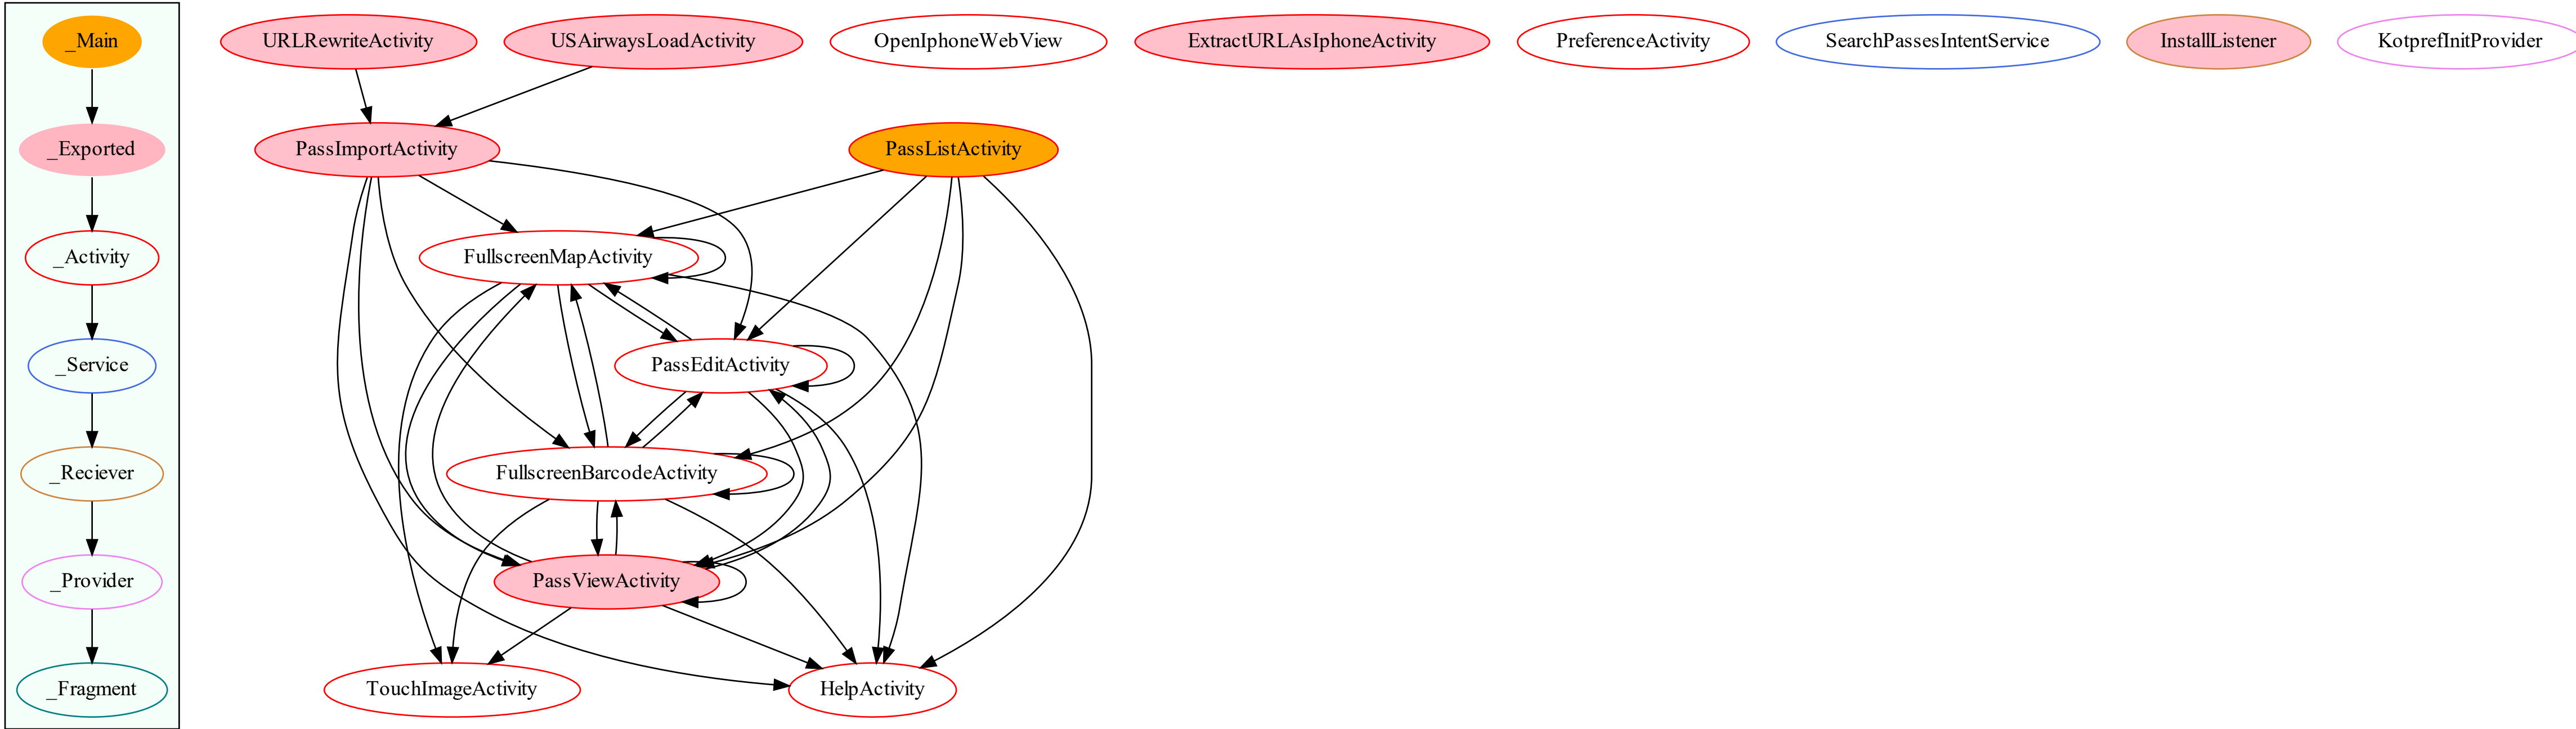 _Main
URLRewriteActivity
USAirwaysLoadActivity
OpenIphoneWebView
ExtractURLAsIphoneActivity
PreferenceActivity
SearchPassesIntentService
InstallListener
KotprefInitProvider
_Exported
PassImportActivity
PassListActivity
_Activity
FullscreenMapActivity
_Service
PassEditActivity
_Reciever
FullscreenBarcodeActivity
_Provider
PassViewActivity
_Fragment
TouchImageActivity
HelpActivity